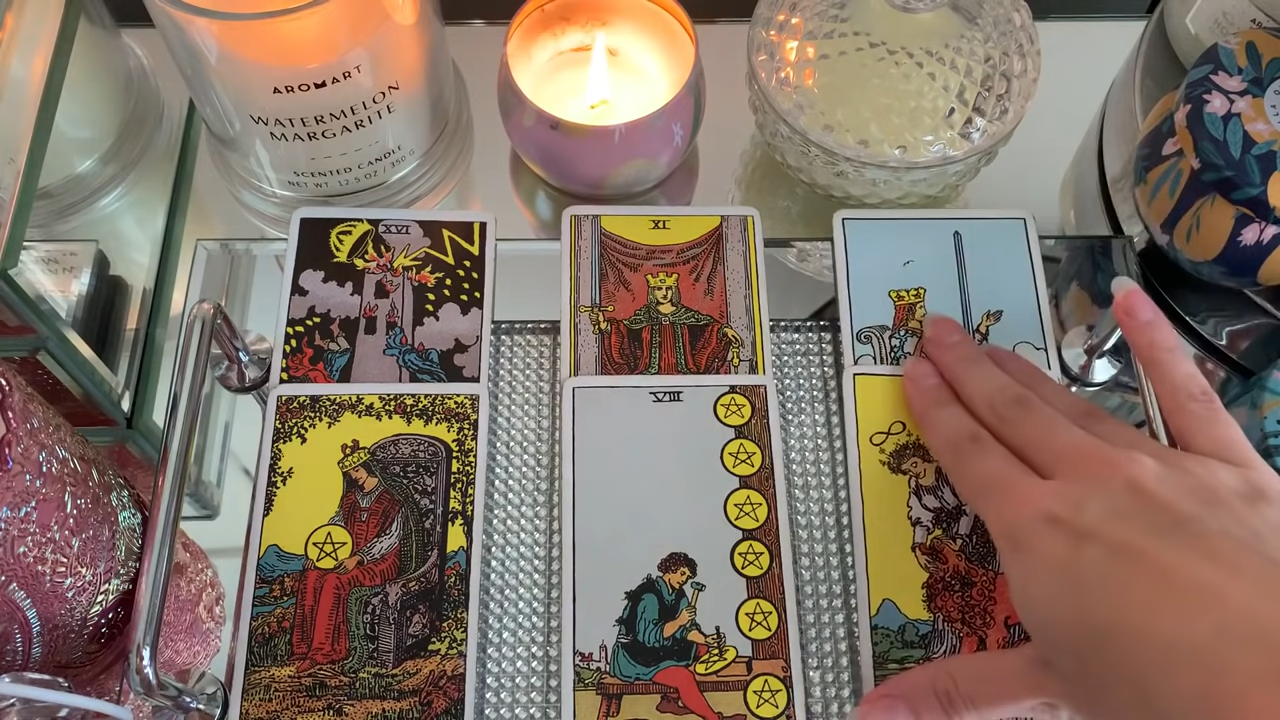 AROMART
WATERMELON
MARGARITE
SCENTED CANDLE
NET WT. 12.5 OZ / 350 G
XVI
XI
VIII